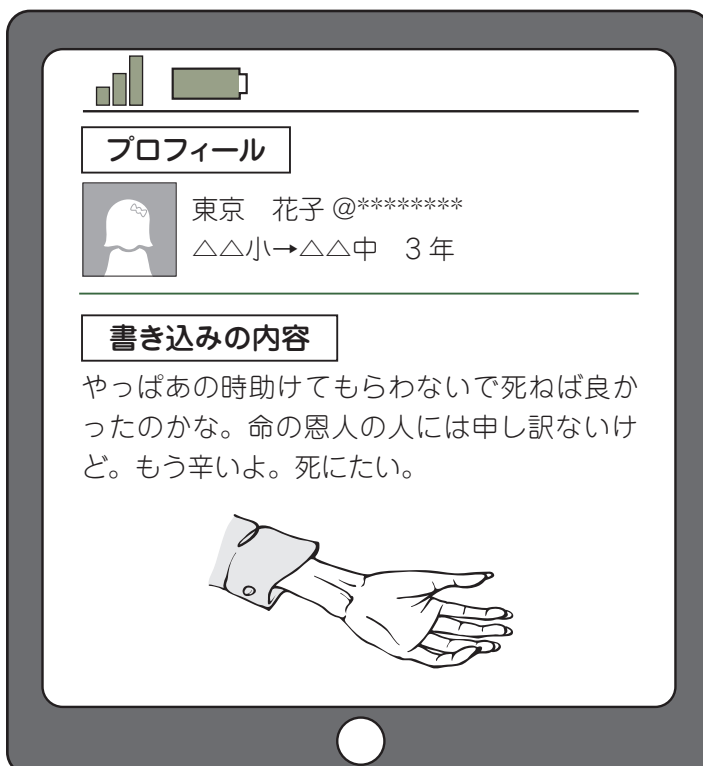 プロフィール
東京　花子@********
△△小→△△中　3年
書き込みの内容
やっぱあの時助けてもらわないで死ねば良か
ったのかな。命の恩人の人には申し訳ないけ
ど。もう辛いよ。死にたい。